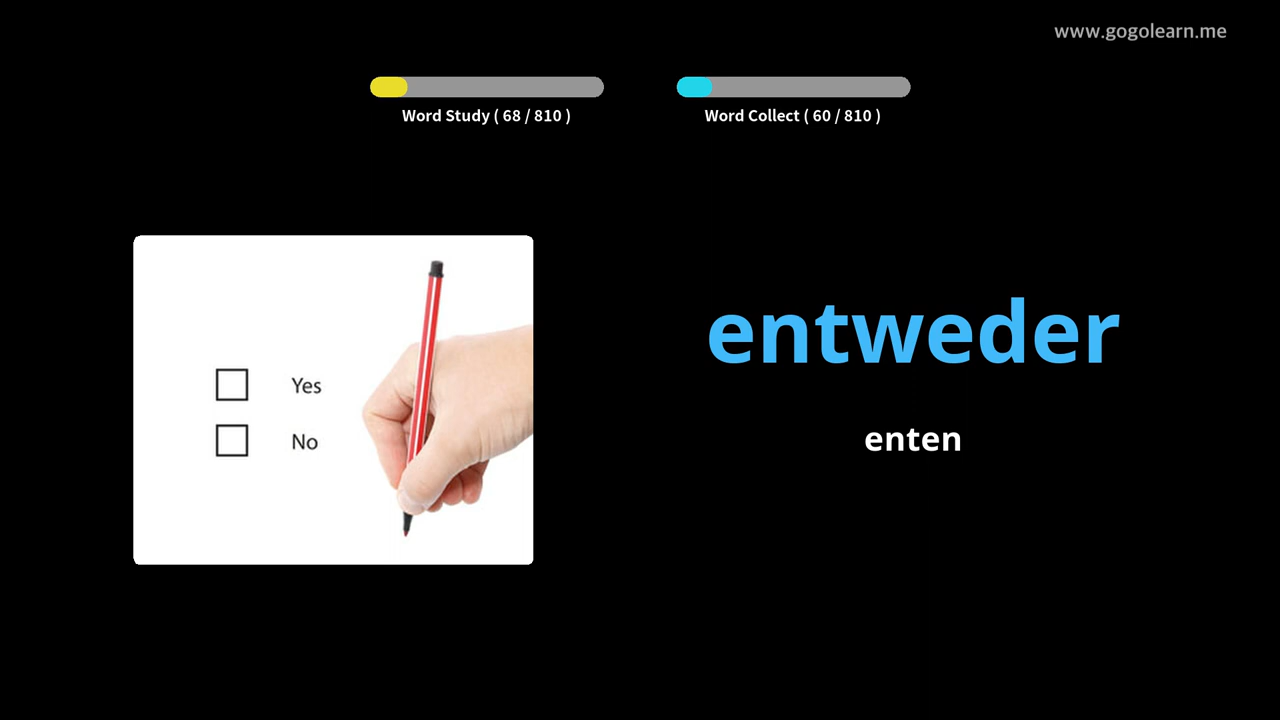 www.gogolearn.me
Word Study ( 68 / 810 )
Word Collect ( 60 / 810 )
Yes
No
entweder
enten